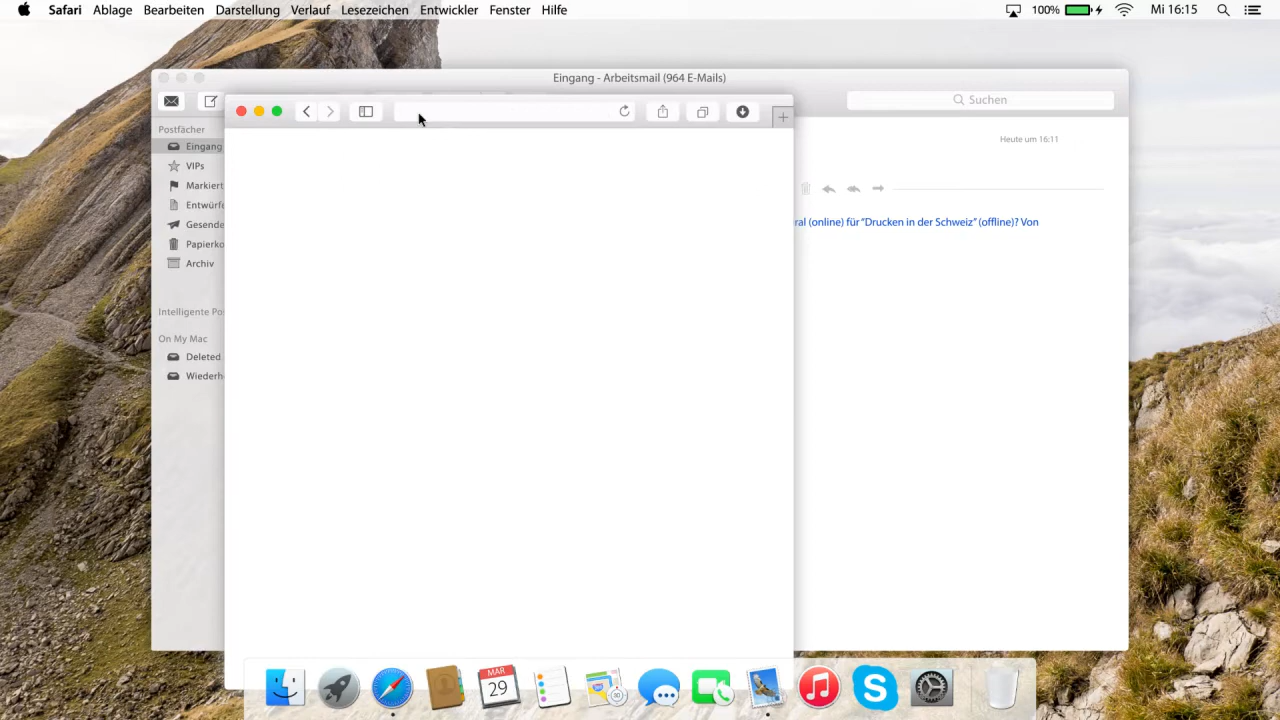 Safari Ablage Bearbeiten Darstellung Verlauf Lesezeichen Entwickler Fenster Hilfe 100% Mi 16:15
Eingang - Arbeitsmail (964 E-Mails)
Suchen
Postfächer
Eingang
VIPs
Markiert
Entwürfe
Gesende
Papierko
Archiv
Intelligente Po
On My Mac
Deleted
Wiederh
Heute um 16:11
ral (online) für "Drucken in der Schweiz" (offline)? Von
MAR
29
S